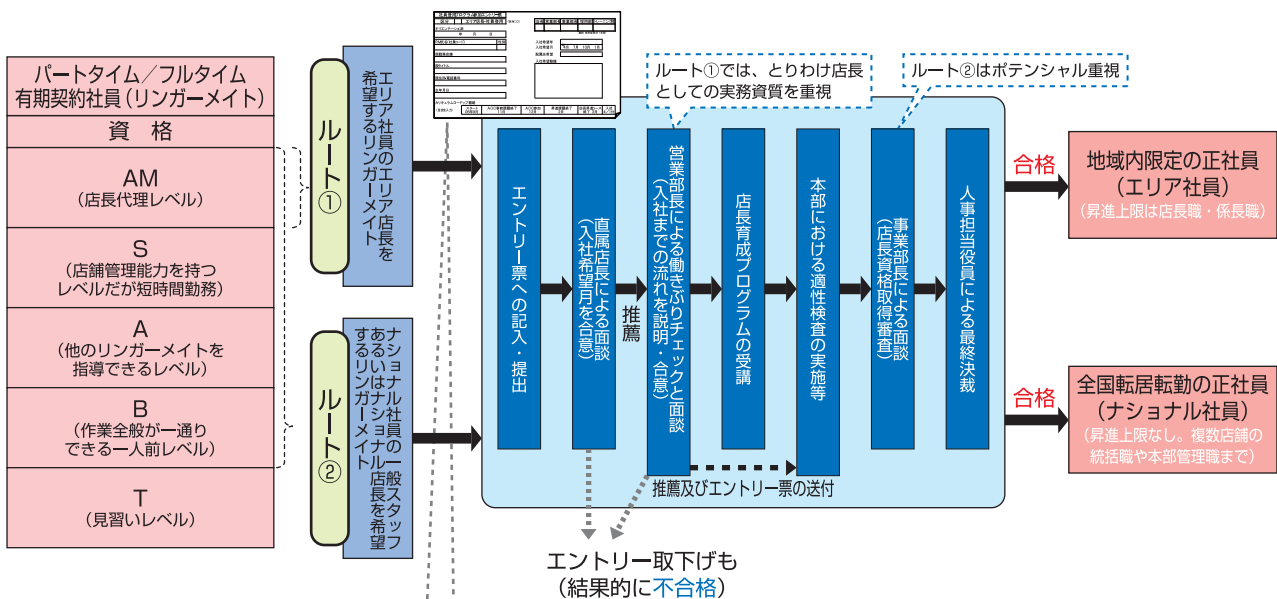 パートタイム／フルタイム
有期契約社員（リンガーメイト）
資　格
AM
（店長代理レベル）
S
（店舗管理能力を持つ
レベルだが短時間勤務）
A
（他のリンガーメイトを
指導できるレベル）
B
（作業全般が一通り
できる一人前レベル）
T
（見習いレベル）
ルート①
エリア社員のエリア店長を
希望するリンガーメイト
ルート②
ナショナル社員の一般スタッフ
あるいはナショナル店長を希望
するリンガーメイト
ルート①では、とりわけ店長
としての実務資質を重視
ルート②はポテンシャル重視
エントリー票への記入・提出
直属店長による面談
（入社希望月を合意）
推薦
営業部長による働きぶりチェックと面談
（入社までの流れを説明・合意）
店長育成プログラムの受講
本部における適性検査の実施等
事業部長による面談
（店長資格取得審査）
人事担当役員による最終決裁
推薦及びエントリー票の送付
エントリー取下げも
（結果的に不合格）
合格
地域内限定の正社員
（エリア社員）
（昇進上限は店長職・係長職）
合格
全国転居転勤の正社員
（ナショナル社員）
（昇進上限なし。複数店舗の
統括職や本部管理職まで）